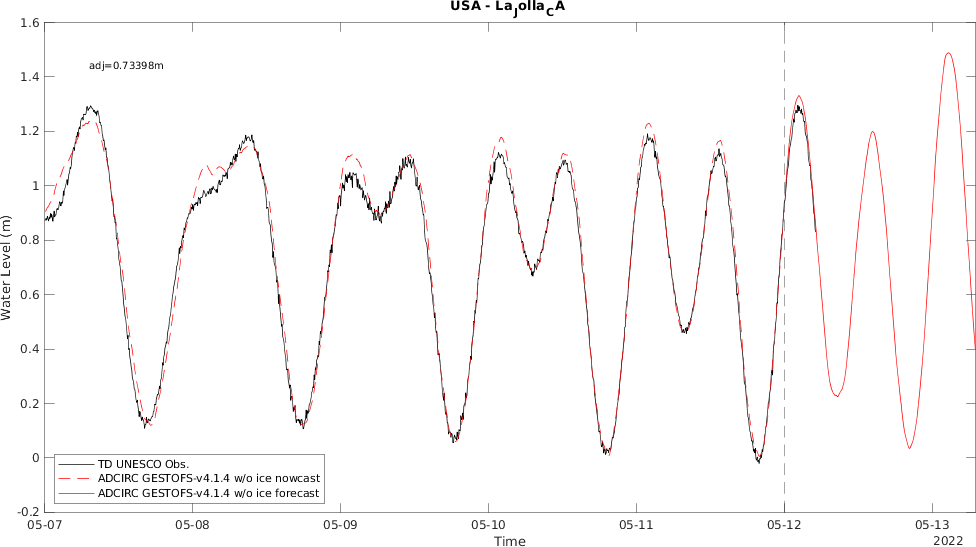 USA - LaJollaCA
adj=0.73398m
1.6
1.4
1.2
1
0.8
0.6
0.4
0.2
0
-0.2
Water Level (m)
TD UNESCO Obs.
ADCIRC GESTOFS-v4.1.4 w/o ice nowcast
ADCIRC GESTOFS-v4.1.4 w/o ice forecast
05-07 05-08 05-09 05-10 05-11 05-12 05-13
Time
2022